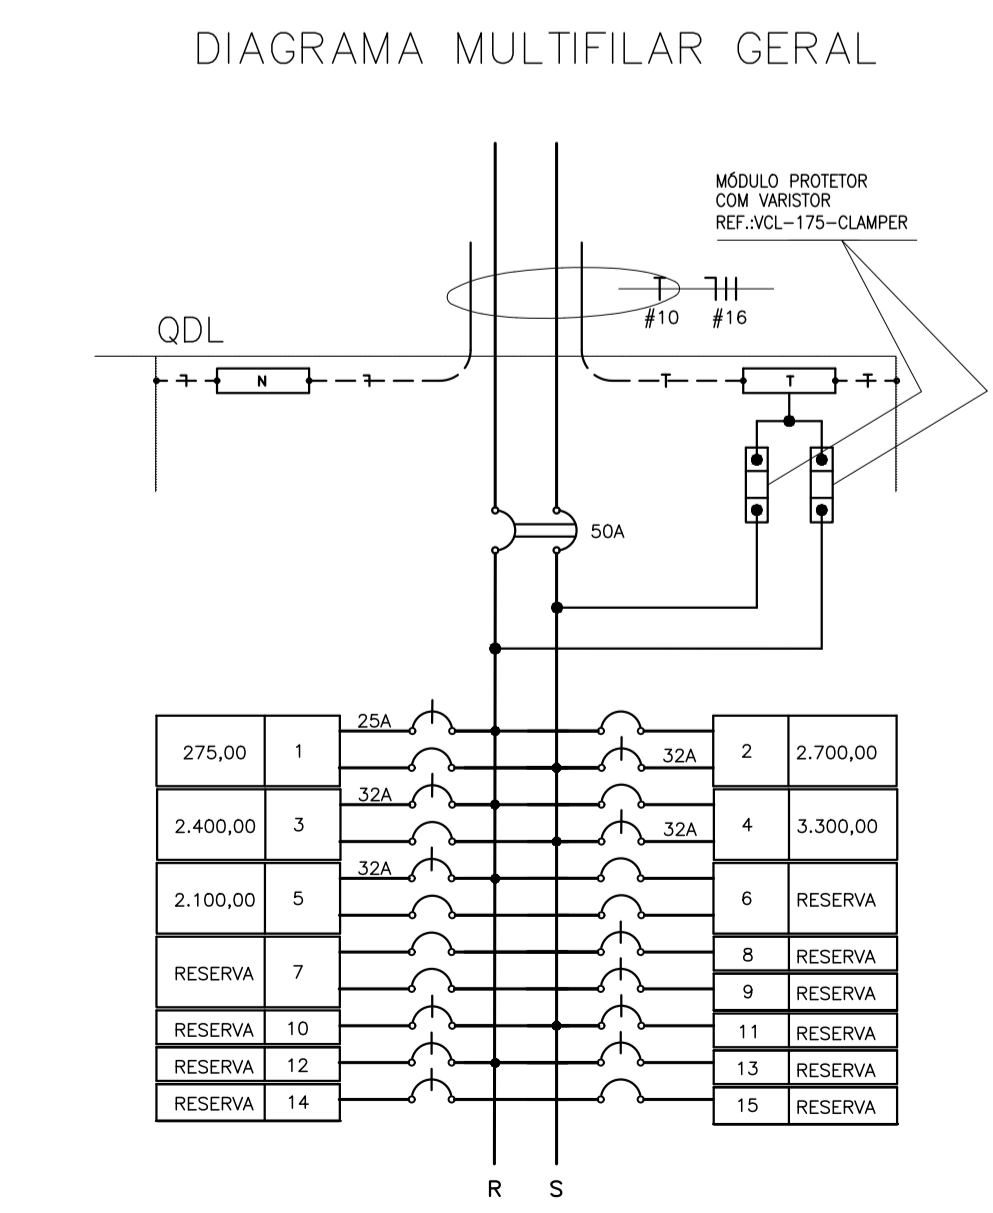 DIAGRAMA MULTIFILAR GERAL
MÓDULO PROTETOR
COM VARISTOR
REF.:VCL-175-CLAMPER
#10 #16
QDL
N
T
50A
25A
275,00 1
2 2.700,00
32A
32A
2.400,00 3
4 3.300,00
32A
32A
2.100,00 5
6 RESERVA
RESERVA 7
8 RESERVA
9 RESERVA
RESERVA 10
11 RESERVA
RESERVA 12
13 RESERVA
RESERVA 14
15 RESERVA
R S